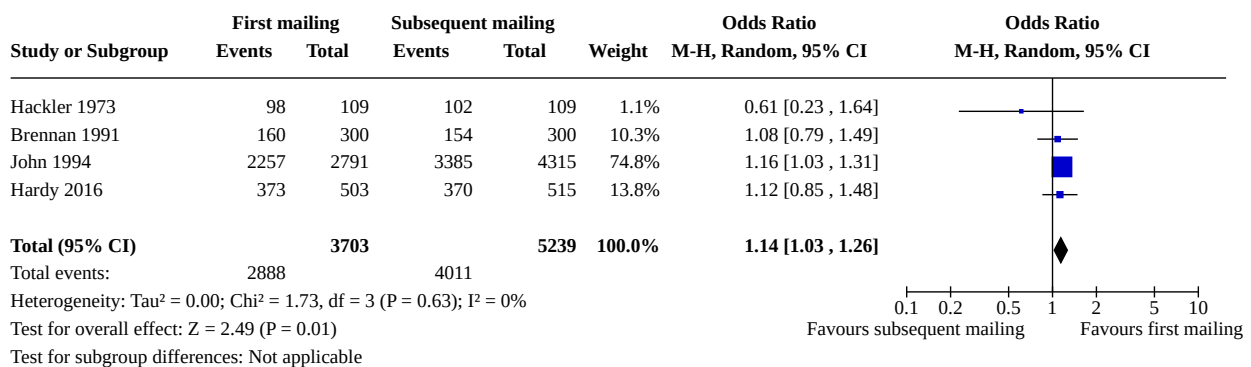 First mailing Subsequent mailing Odds Ratio Odds Ratio
Study or Subgroup Events Total Events Total Weight M-H, Random, 95% CI M-H, Random, 95% CI
Hackler 1973 98 109 102 109 1.1% 0.61 [0.23 , 1.64]
Brennan 1991 160 300 154 300 10.3% 1.08 [0.79 , 1.49]
John 1994 2257 2791 3385 4315 74.8% 1.16 [1.03 , 1.31]
Hardy 2016 373 503 370 515 13.8% 1.12 [0.85 , 1.48]
Total (95% CI) 3703 5239 100.0% 1.14 [1.03 , 1.26]
Total events: 2888 4011
Heterogeneity: Tau² = 0.00; Chi² = 1.73, df = 3 (P = 0.63); I² = 0%
0.1 0.2 0.5 1 2 5 10
Test for overall effect: Z = 2.49 (P = 0.01)
Favours subsequent mailing Favours first mailing
Test for subgroup differences: Not applicable